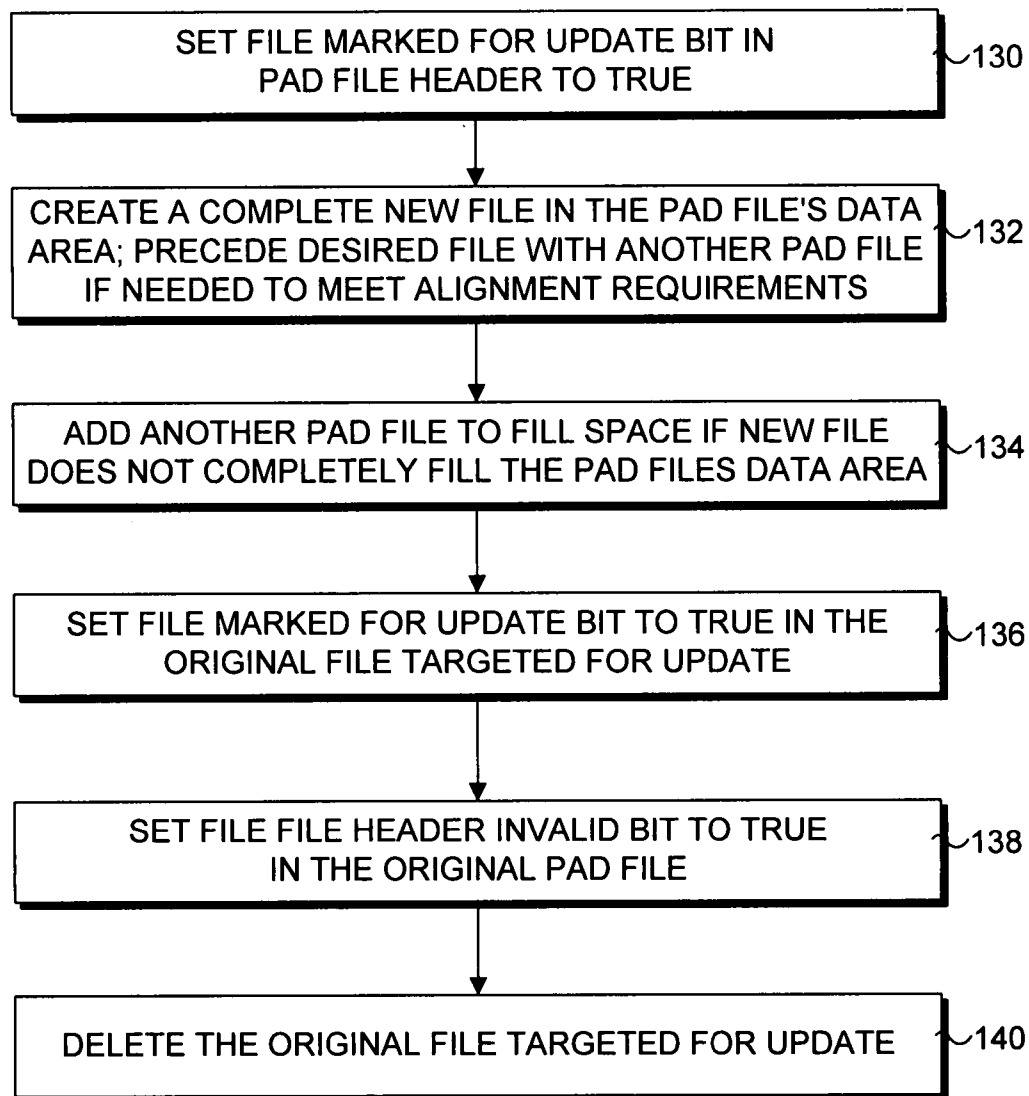 SET FILE MARKED FOR UPDATE BIT IN
PAD FILE HEADER TO TRUE
130
CREATE A COMPLETE NEW FILE IN THE PAD FILE'S DATA
AREA; PRECEDE DESIRED FILE WITH ANOTHER PAD FILE
IF NEEDED TO MEET ALIGNMENT REQUIREMENTS
132
ADD ANOTHER PAD FILE TO FILL SPACE IF NEW FILE
DOES NOT COMPLETELY FILL THE PAD FILES DATA AREA
134
SET FILE MARKED FOR UPDATE BIT TO TRUE IN THE
ORIGINAL FILE TARGETED FOR UPDATE
136
SET FILE FILE HEADER INVALID BIT TO TRUE
IN THE ORIGINAL PAD FILE
138
DELETE THE ORIGINAL FILE TARGETED FOR UPDATE
140